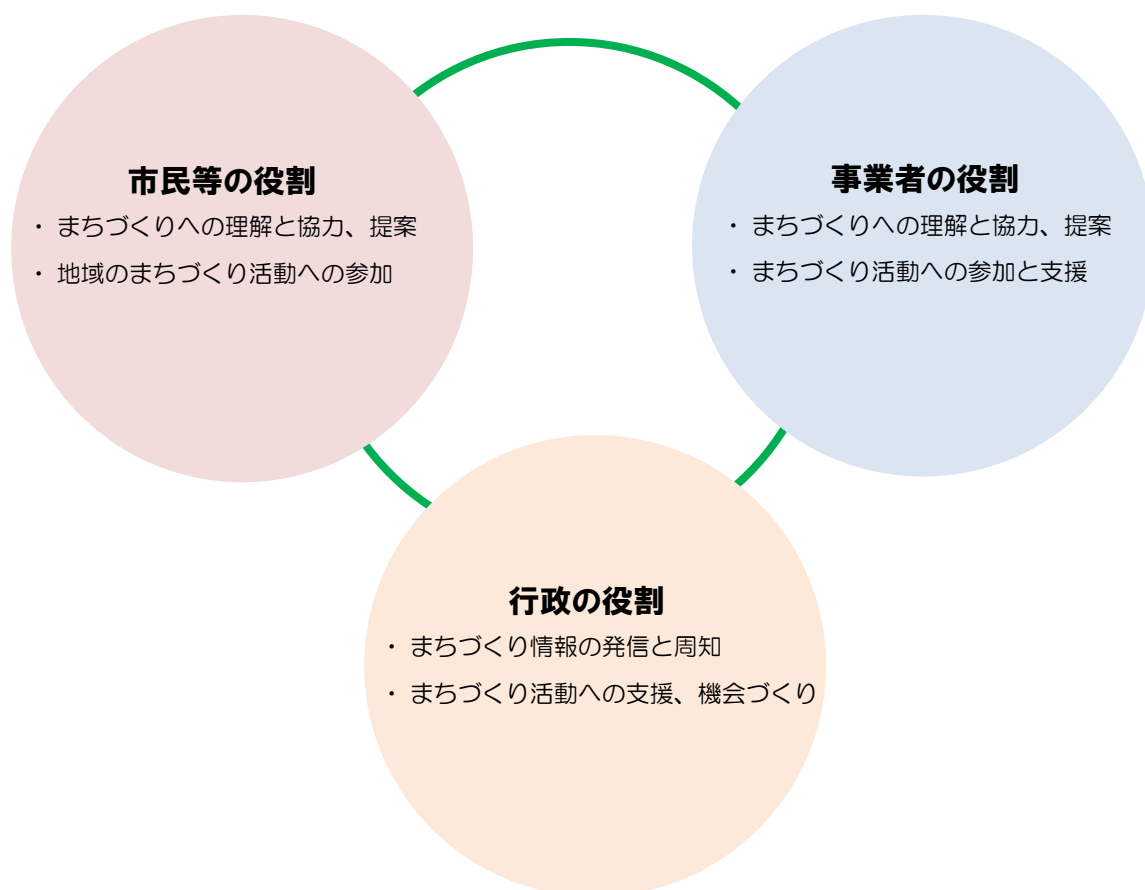 市民等の役割
・ まちづくりへの理解と協力、提案
・ 地域のまちづくり活動への参加
事業者の役割
・ まちづくりへの理解と協力、提案
・ まちづくり活動への参加と支援
行政の役割
・ まちづくり情報の発信と周知
・ まちづくり活動への支援、機会づくり